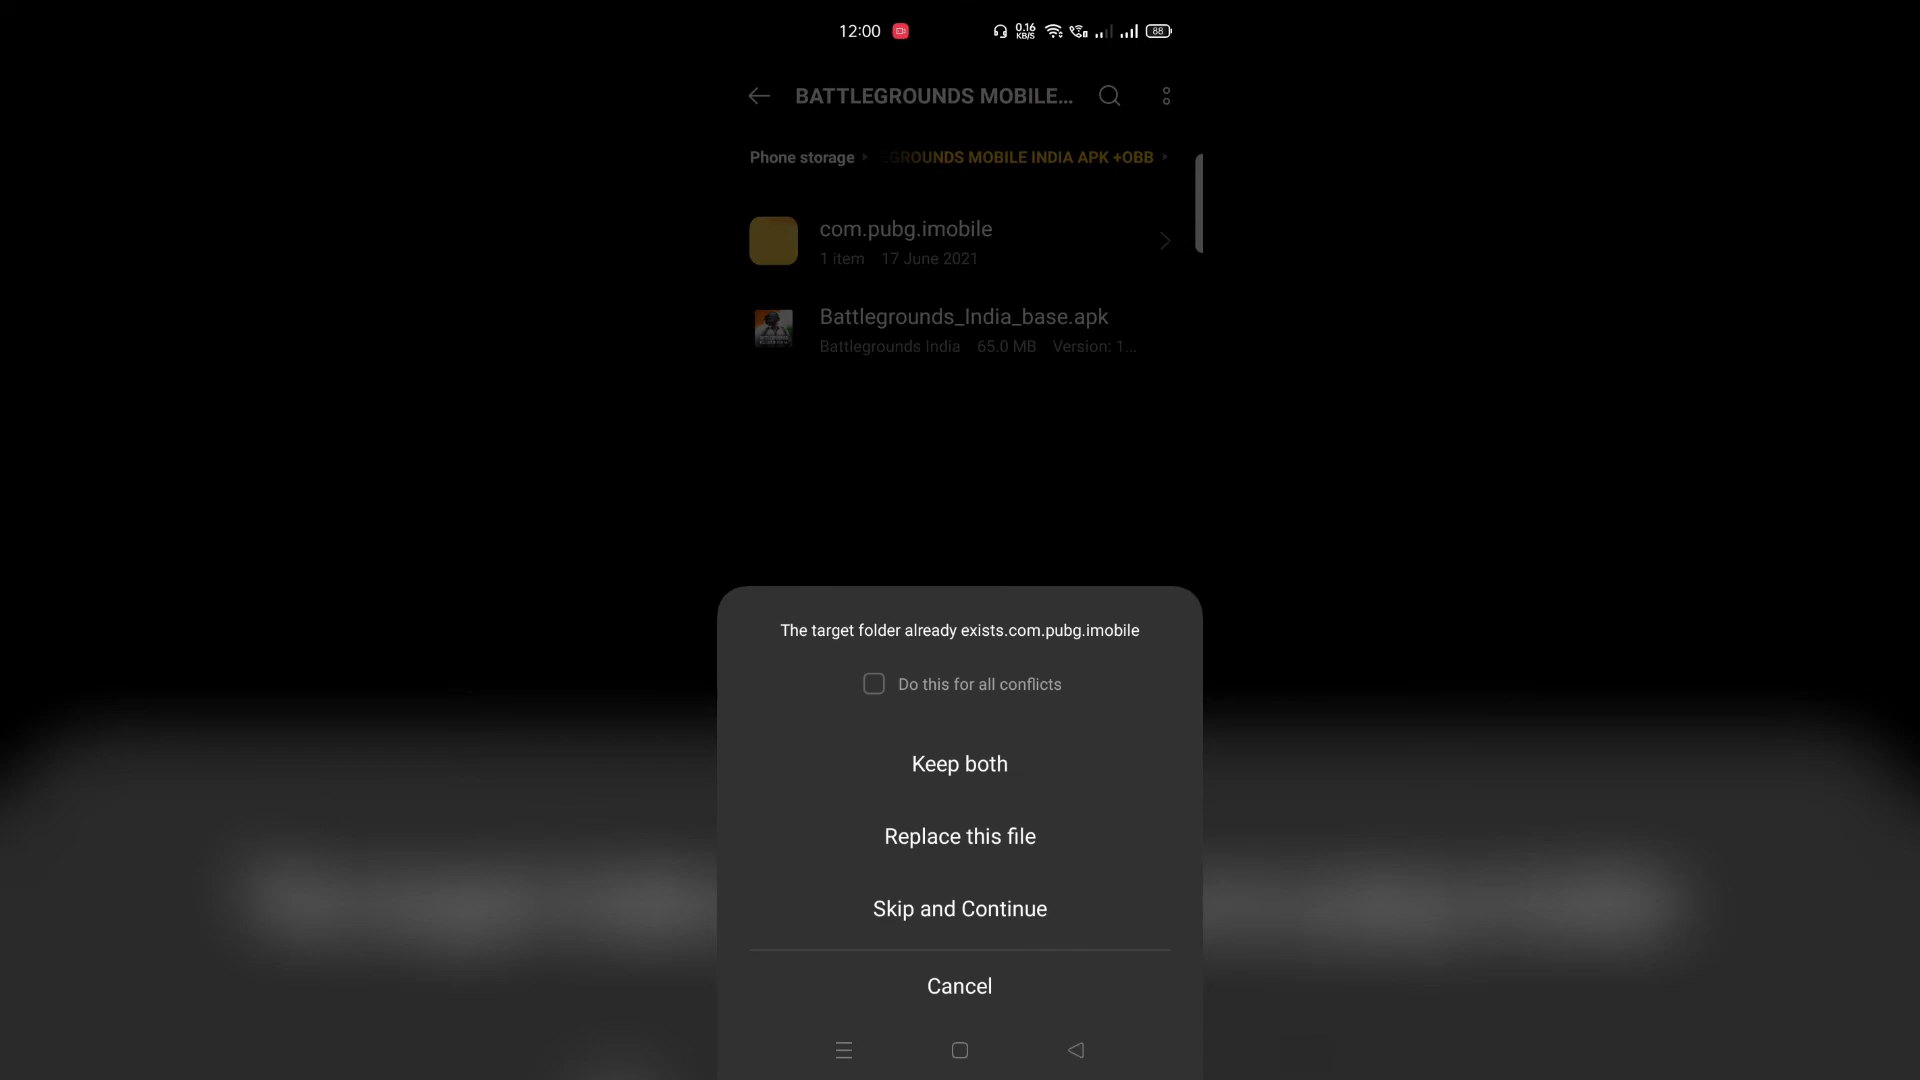 12:00
0.16 KB/S
88
BATTLEGROUNDS MOBILE...
Phone storage
GROUNDS MOBILE INDIA APK +OBB
com.pubg.imobile
1 item 17 June 2021
Battlegrounds_India_base.apk
Battlegrounds India 65.0 MB Version: 1...
The target folder already exists.com.pubg.imobile
Do this for all conflicts
Keep both
Replace this file
Skip and Continue
Cancel